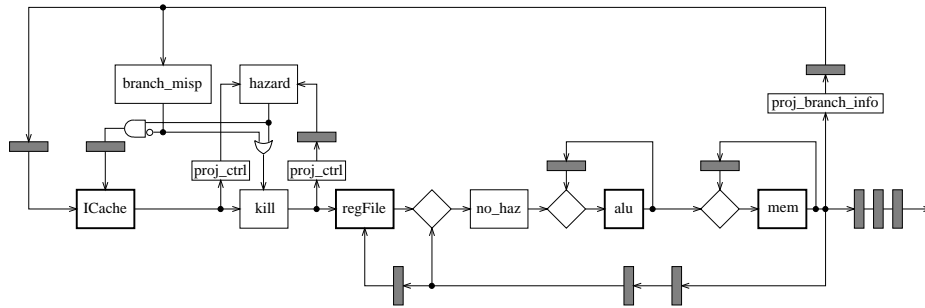 branch_misp
hazard
proj_branch_info
proj_ctrl
proj_ctrl
ICache
kill
regFile
no_haz
alu
mem